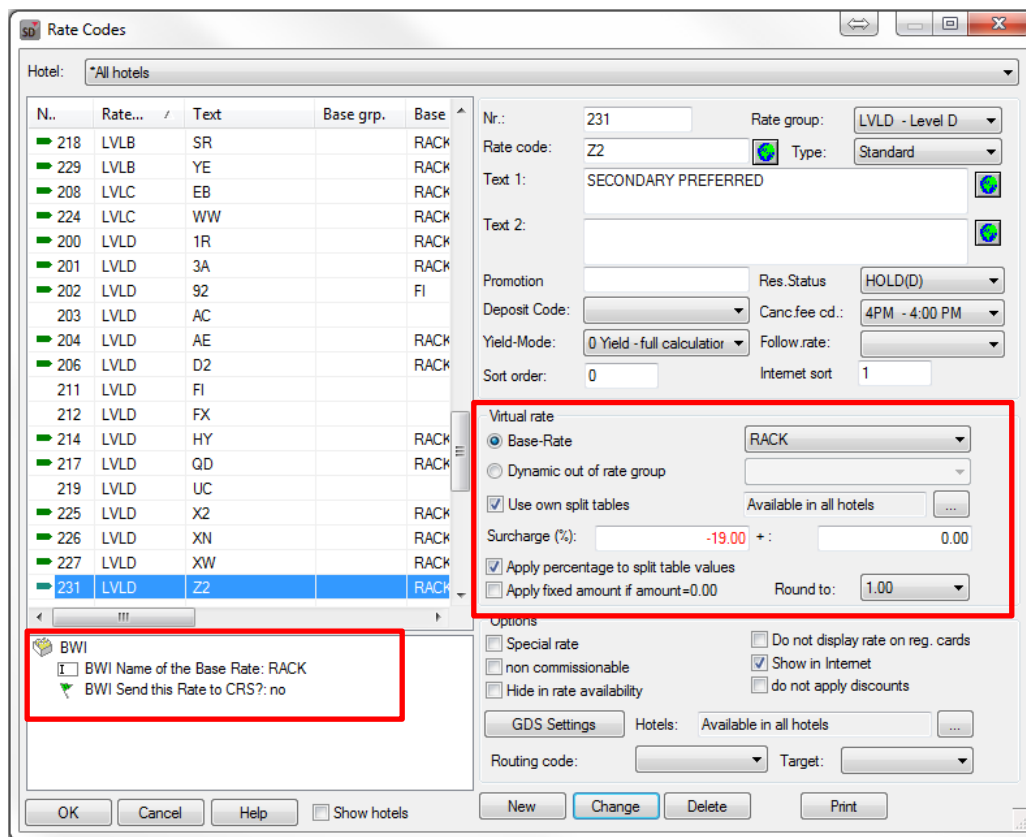 Rate Codes
Hotel: *All hotels
N.. Rate... Text Base grp. Base
218 LVLB SR RACK
229 LVLB YE RACK
208 LVLC EB RACK
224 LVLC WW RACK
200 LVLD 1R RACK
201 LVLD 3A RACK
202 LVLD 92 FI
203 LVLD AC
204 LVLD AE RACK
206 LVLD D2 RACK
211 LVLD FI
212 LVLD FX
214 LVLD HY RACK
217 LVLD QD RACK
219 LVLD UC
225 LVLD X2 RACK
226 LVLD XN RACK
227 LVLD XW RACK
231 LVLD Z2 RACK
BWI
BWI Name of the Base Rate: RACK
BWI Send this Rate to CRS?: no
OK Cancel Help Show hotels
Nr.: 231 Rate group: LVLD - Level D
Rate code: Z2 Type: Standard
Text 1: SECONDARY PREFERRED
Text 2:
Promotion Res.Status HOLD(D)
Deposit Code: Canc.fee cd.: 4PM - 4:00 PM
Yield-Mode: 0 Yield - full calculation Follow.rate:
Sort order: 0 Internet sort 1
Virtual rate
Base-Rate RACK
Dynamic out of rate group
Use own split tables Available in all hotels ...
Surcharge (%): -19.00 + : 0.00
Apply percentage to split table values
Apply fixed amount if amount=0.00 Round to: 1.00
Options
Special rate Do not display rate on reg. cards
non commissionable Show in Internet
Hide in rate availability do not apply discounts
GDS Settings Hotels: Available in all hotels ...
Routing code: Target:
New Change Delete Print